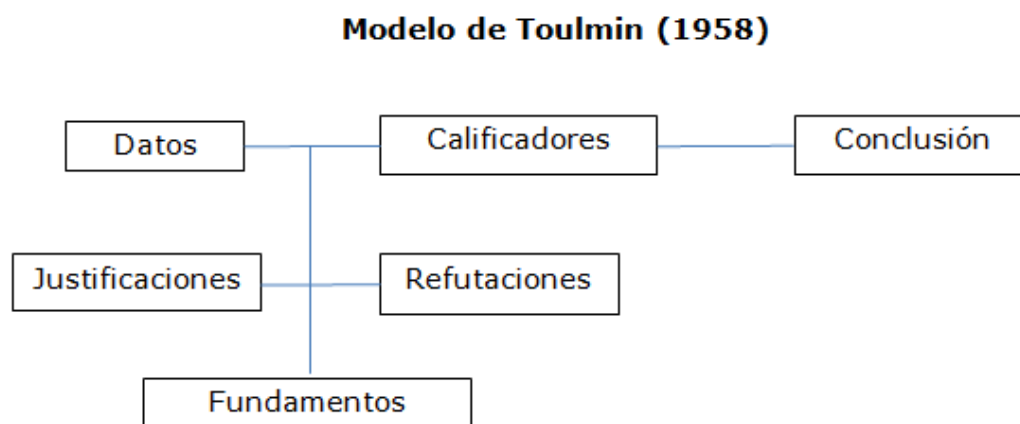 Modelo de Toulmin (1958)
Datos
Calificadores
Conclusión
Justificaciones
Refutaciones
Fundamentos